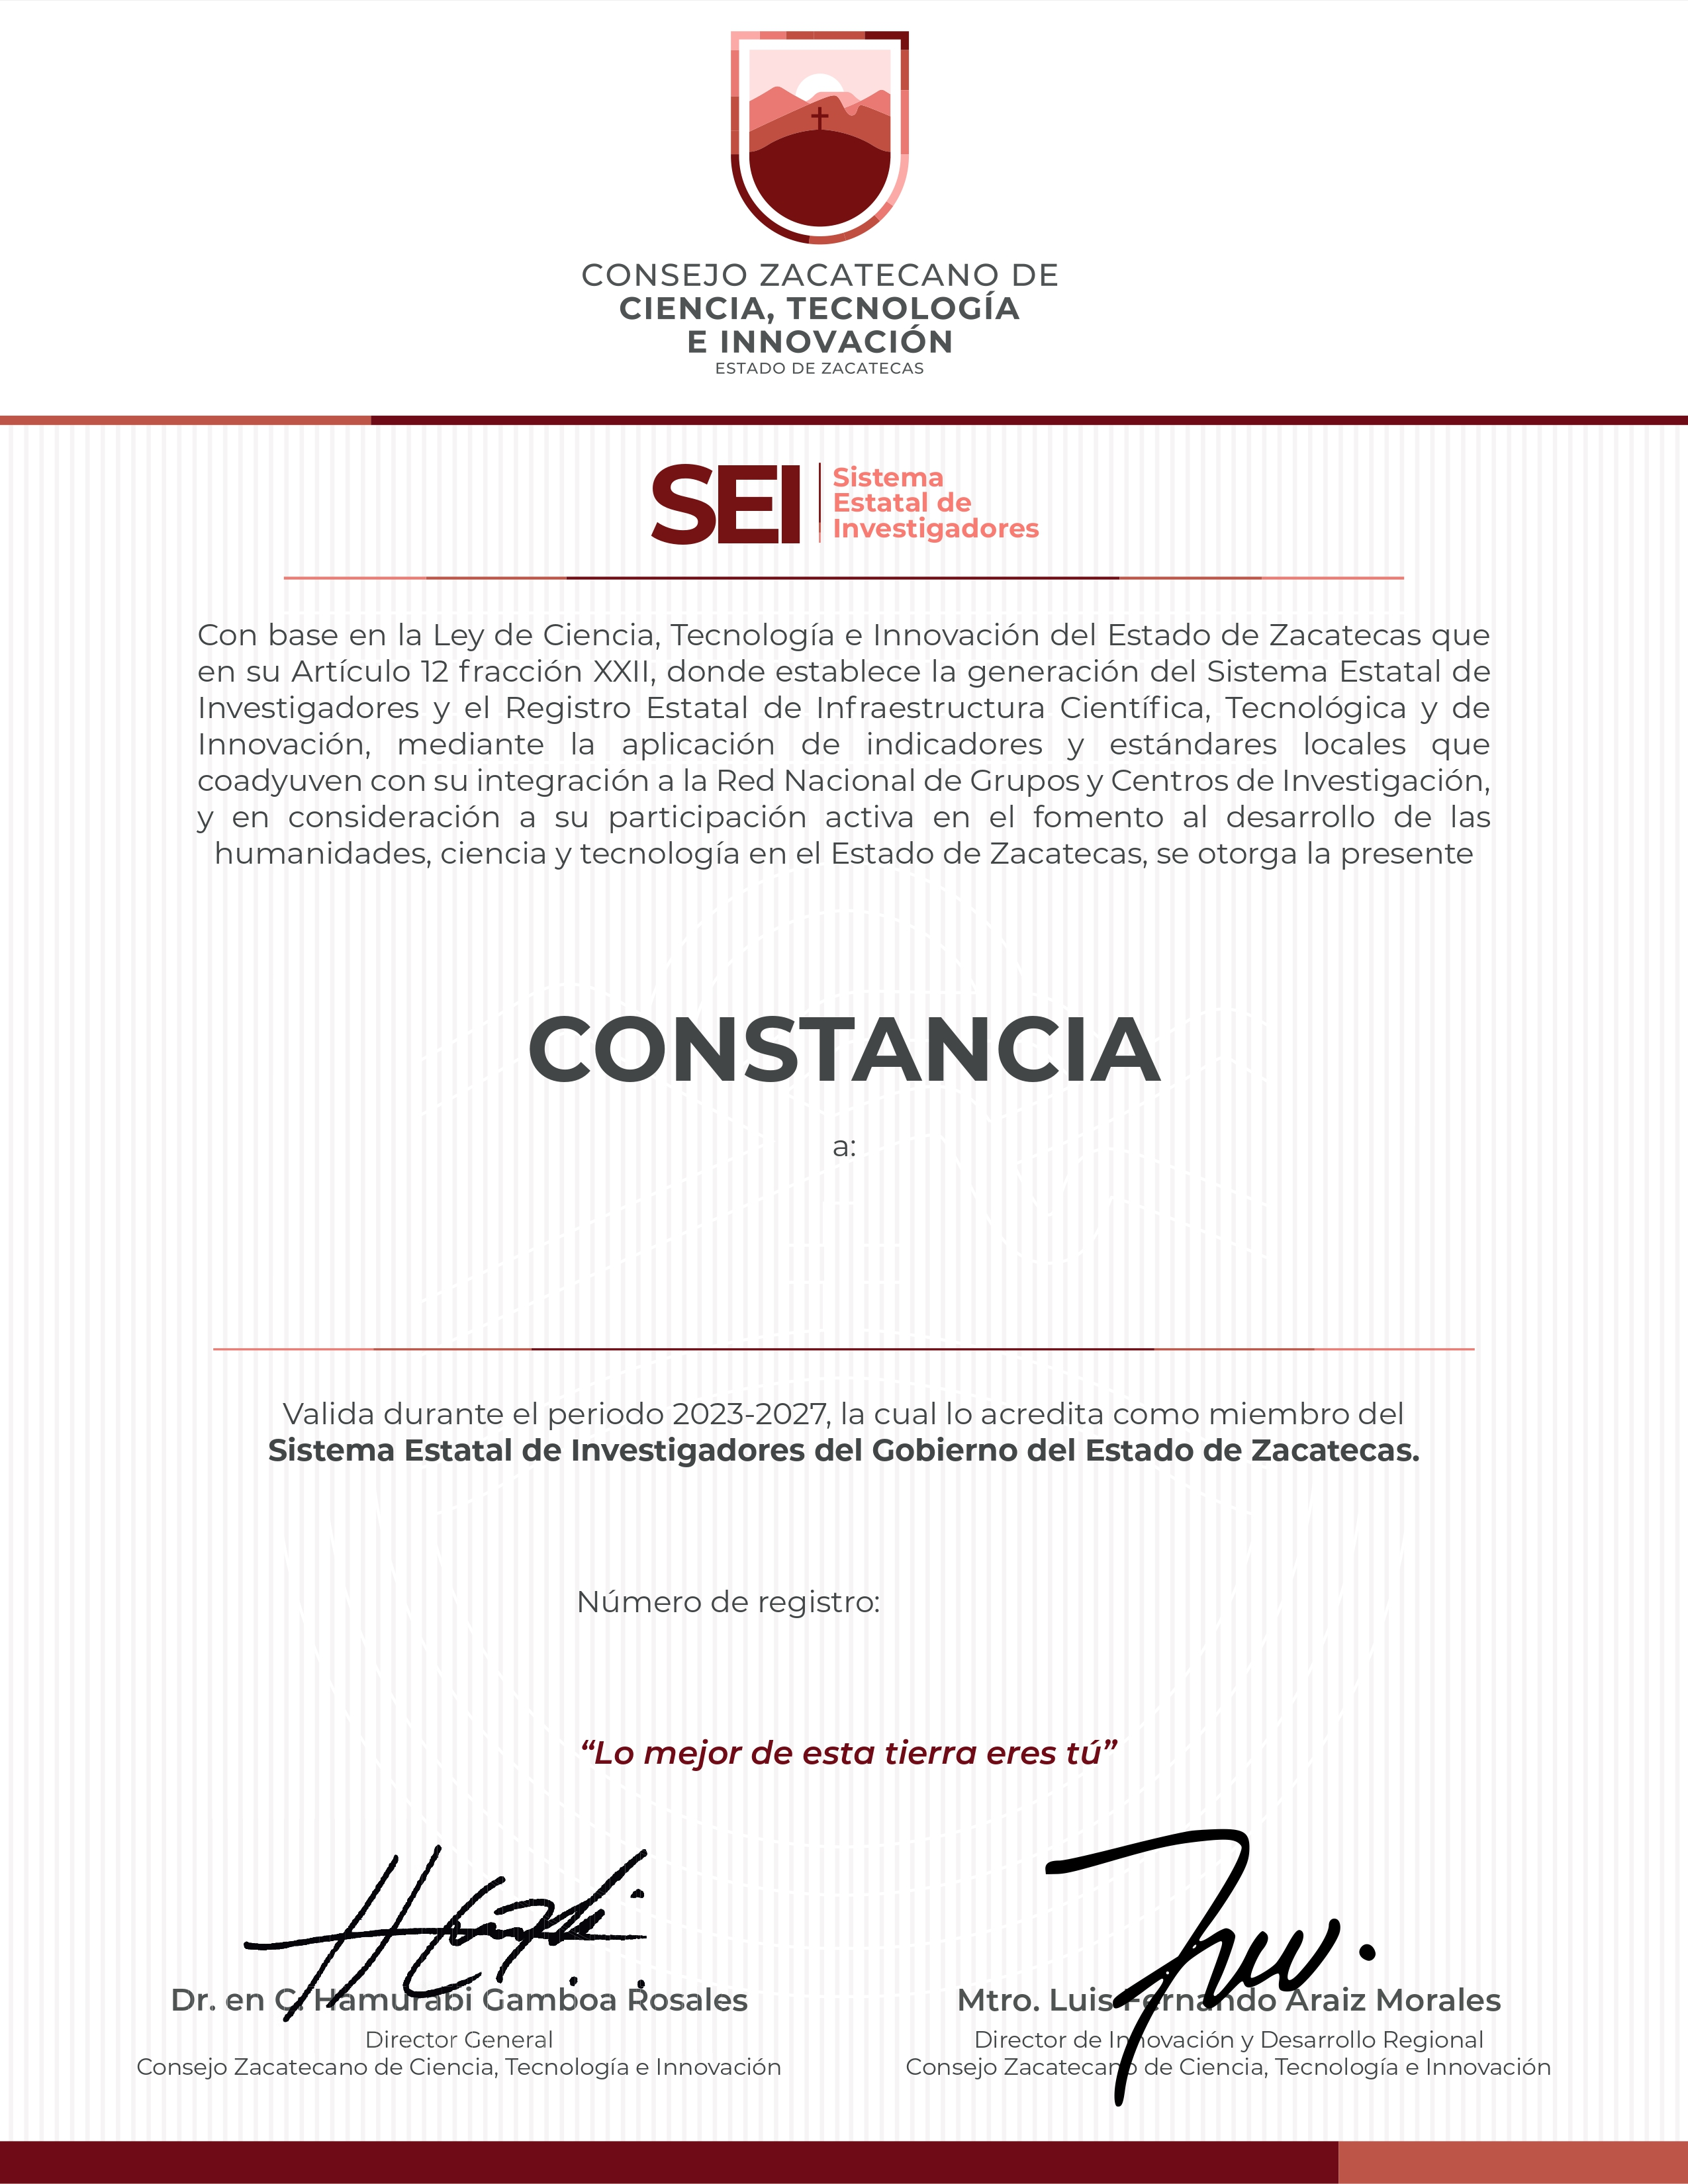 CONSEJO ZACATECANO DE
CIENCIA, TECNOLOGÍA
E INNOVACIÓN
ESTADO DE ZACATECAS
SEI
Sistema
Estatal de
Investigadores
Con base en la Ley de Ciencia, Tecnología e Innovación del Estado de Zacatecas que
en su Artículo 12 fracción XXII, donde establece la generación del Sistema Estatal de
Investigadores y el Registro Estatal de Infraestructura Científica, Tecnológica y de
Innovación, mediante la aplicación de indicadores y estándares locales que
coadyuven con su integración a la Red Nacional de Grupos y Centros de Investigación,
y en consideración a su participación activa en el fomento al desarrollo de las
humanidades, ciencia y tecnología en el Estado de Zacatecas, se otorga la presente
CONSTANCIA
a:
Valida durante el periodo 2023-2027, la cual lo acredita como miembro del
Sistema Estatal de Investigadores del Gobierno del Estado de Zacatecas.
Número de registro:
“Lo mejor de esta tierra eres tú”
Dr. en C. Hamurabi Gamboa Rosales
Director General
Consejo Zacatecano de Ciencia, Tecnología e Innovación
Mtro. Luis Fernando Araiz Morales
Director de Innovación y Desarrollo Regional
Consejo Zacatecano de Ciencia, Tecnología e Innovación